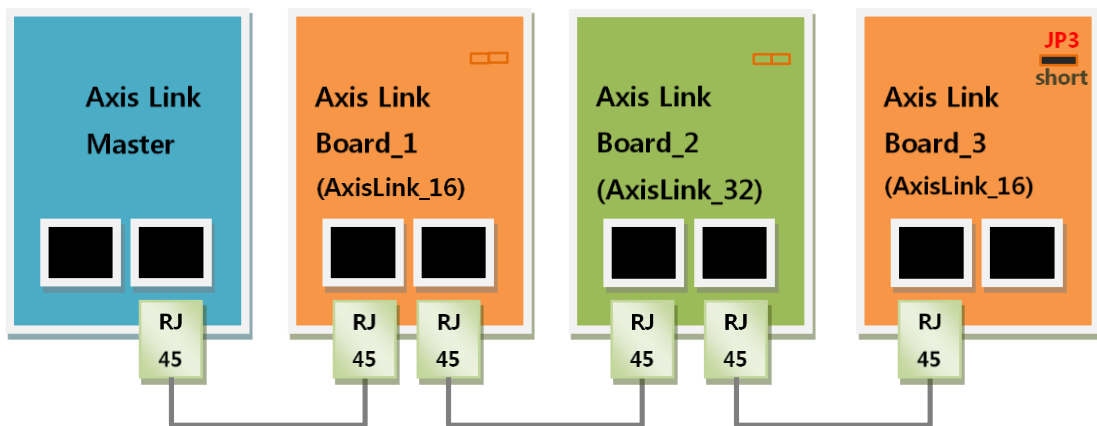 Axis Link
Master
Axis Link
Board_1
(AxisLink_16)
Axis Link
Board_2
(AxisLink_32)
JP3
short
Axis Link
Board_3
(AxisLink_16)
RJ
45
RJ
45
RJ
45
RJ
45
RJ
45
RJ
45